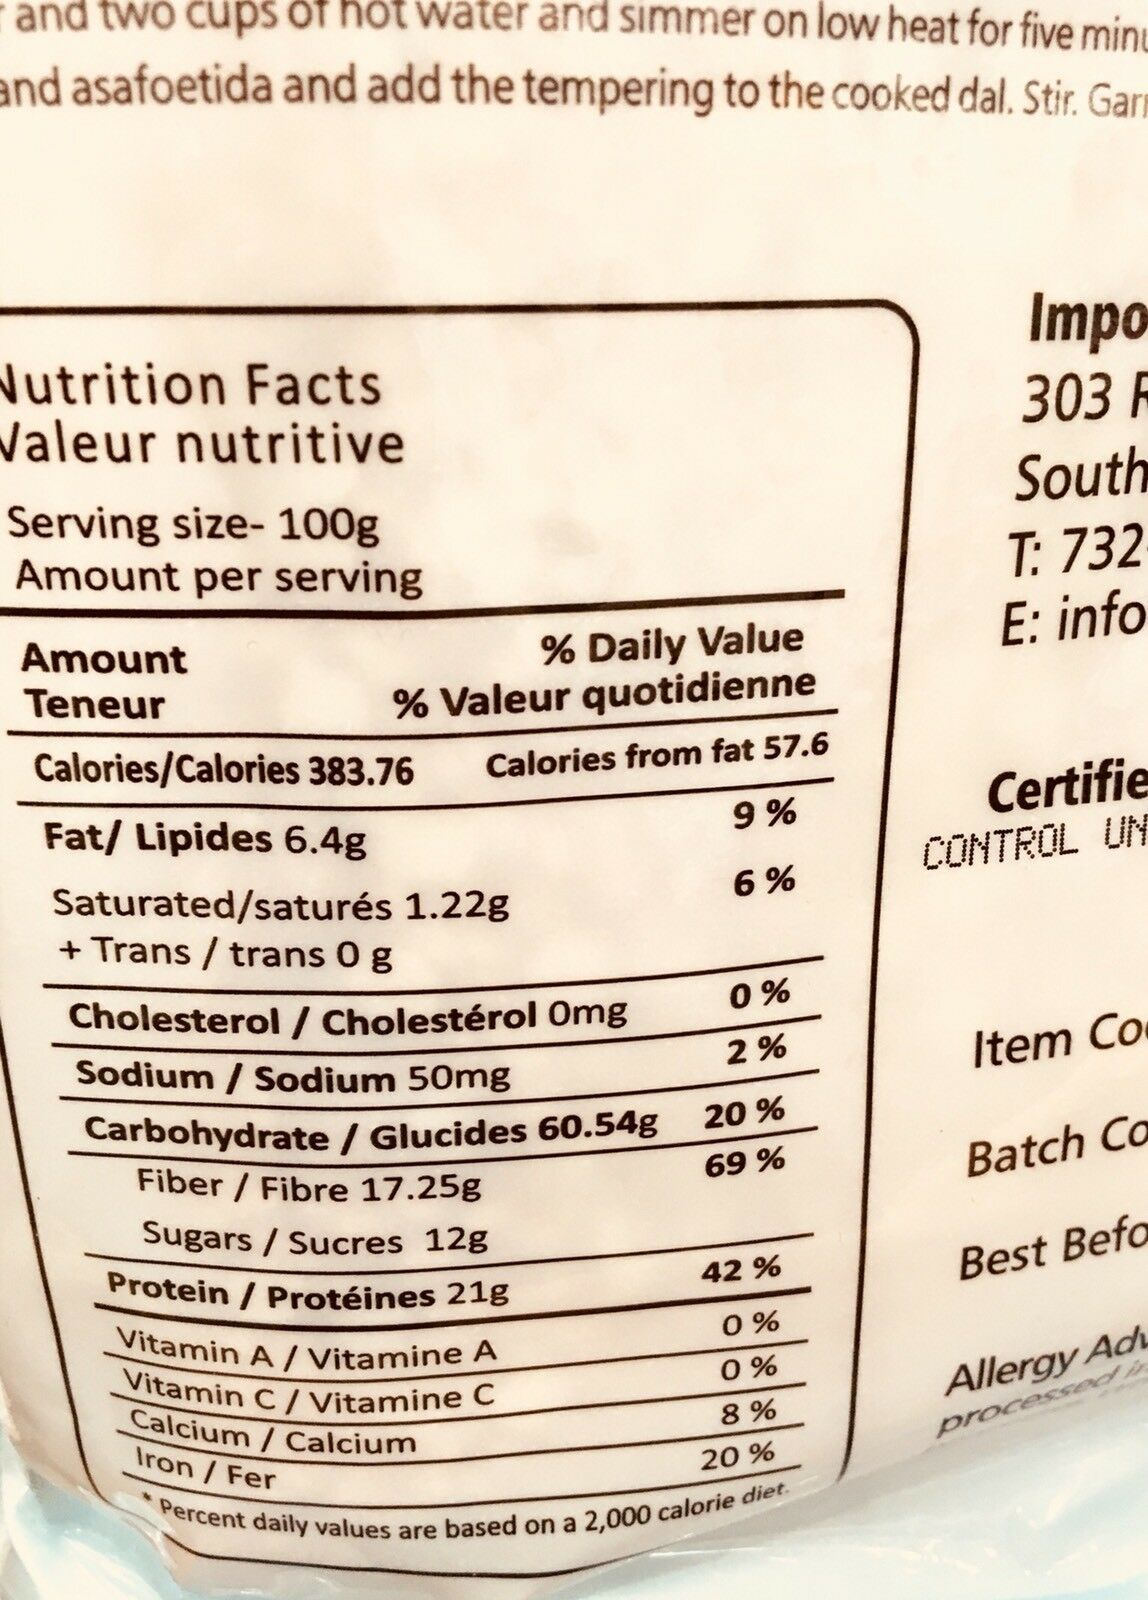 and two cups of hot water and simmer on low heat for five
and asafoetida and add the tempering to the cooked dal. Stir.
Nutrition Facts
Valeur nutritive
Serving size- 100g
Amount per serving
Amount
% Daily Value
Teneur
% Valeur quotidienne
Calories/Calories 383.76 Calories from fat 57.6
Fat/ Lipides 6.4g 9 %
Saturated/saturés 1.22g 6 %
+ Trans / trans 0 g
Cholesterol / Cholestérol 0mg 0 %
Sodium / Sodium 50mg 2 %
Carbohydrate / Glucides 60.54g 20 %
Fiber / Fibre 17.25g 69 %
Sugars / Sucres 12g
Protein / Protéines 21g 42 %
Vitamin A / Vitamine A 0 %
Vitamin C / Vitamine C 0 %
Calcium / Calcium 8 %
Iron / Fer 20 %
* Percent daily values are based on a 2,000 calorie diet.
Impo
303 R
South
T: 732
E: info
Certifie
CONTROL UN
Item Co
Batch Co
Best Befo
Allergy Adv
processed in